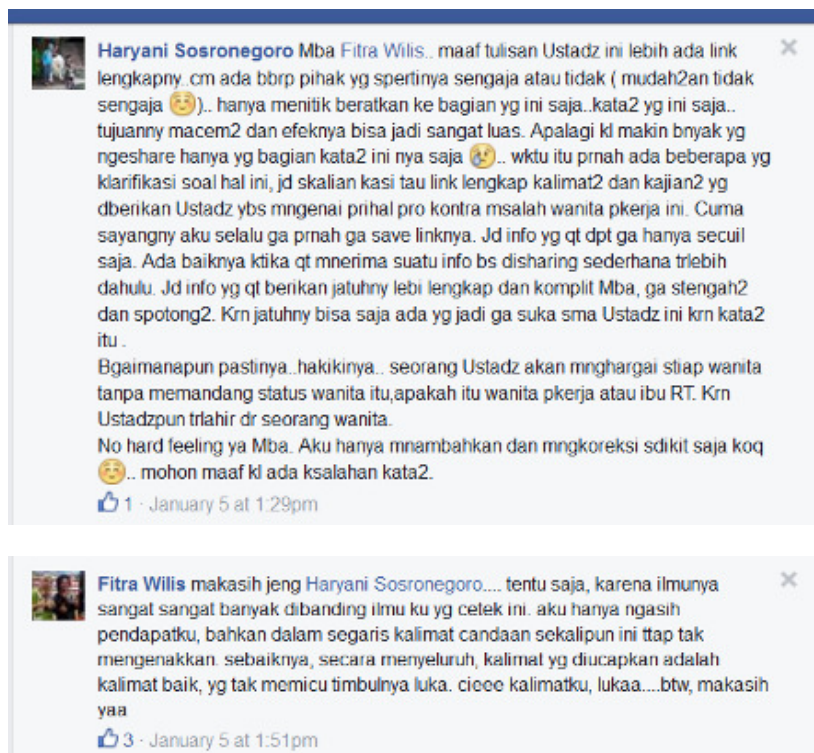 Haryani Sosronegoro Mba Fitra Wilis.. maaf tulisan Ustadz ini lebih ada link
lengkapny..cm ada bbrp pihak yg spertinya sengaja atau tidak ( mudah2an tidak
sengaja ☺).. hanya menitik beratkan ke bagian yg ini saja..kata2 yg ini saja..
tujuanny macem2 dan efeknya bisa jadi sangat luas. Apalagi kl makin bnyak yg
ngeshare hanya yg bagian kata2 ini nya saja 😢.. wktu itu prnah ada beberapa yg
klarifikasi soal hal ini, jd skalian kasi tau link lengkap kalimat2 dan kajian2 yg
dberikan Ustadz ybs mngenai prihal pro kontra msalah wanita pkerja ini. Cuma
sayangny aku selalu ga prnah ga save linknya. Jd info yg qt dpt ga hanya secuil
saja. Ada baiknya ktika qt mnerima suatu info bs disharing sederhana trlebih
dahulu. Jd info yg qt berikan jatuhny lebi lengkap dan komplit Mba, ga stengah2
dan spotong2. Krn jatuhny bisa saja ada yg jadi ga suka sma Ustadz ini krn kata2
itu .
Bgaimanapun pastinya..hakikinya.. seorang Ustadz akan mnghargai stiap wanita
tanpa memandang status wanita itu,apakah itu wanita pkerja atau ibu RT. Krn
Ustadzpun trlahir dr seorang wanita.
No hard feeling ya Mba. Aku hanya mnambahkan dan mngkoreksi sdikit saja koq
☺.. mohon maaf kl ada ksalahan kata2.
1 · January 5 at 1:29pm
Fitra Wilis makasih jeng Haryani Sosronegoro.... tentu saja, karena ilmunya
sangat sangat banyak dibanding ilmu ku yg cetek ini. aku hanya ngasih
pendapatku, bahkan dalam segaris kalimat candaan sekalipun ini ttap tak
mengenakkan. sebaiknya, secara menyeluruh, kalimat yg diucapkan adalah
kalimat baik, yg tak memicu timbulnya luka. cieee kalimatku, lukaa....btw, makasih
yaa
3 · January 5 at 1:51pm